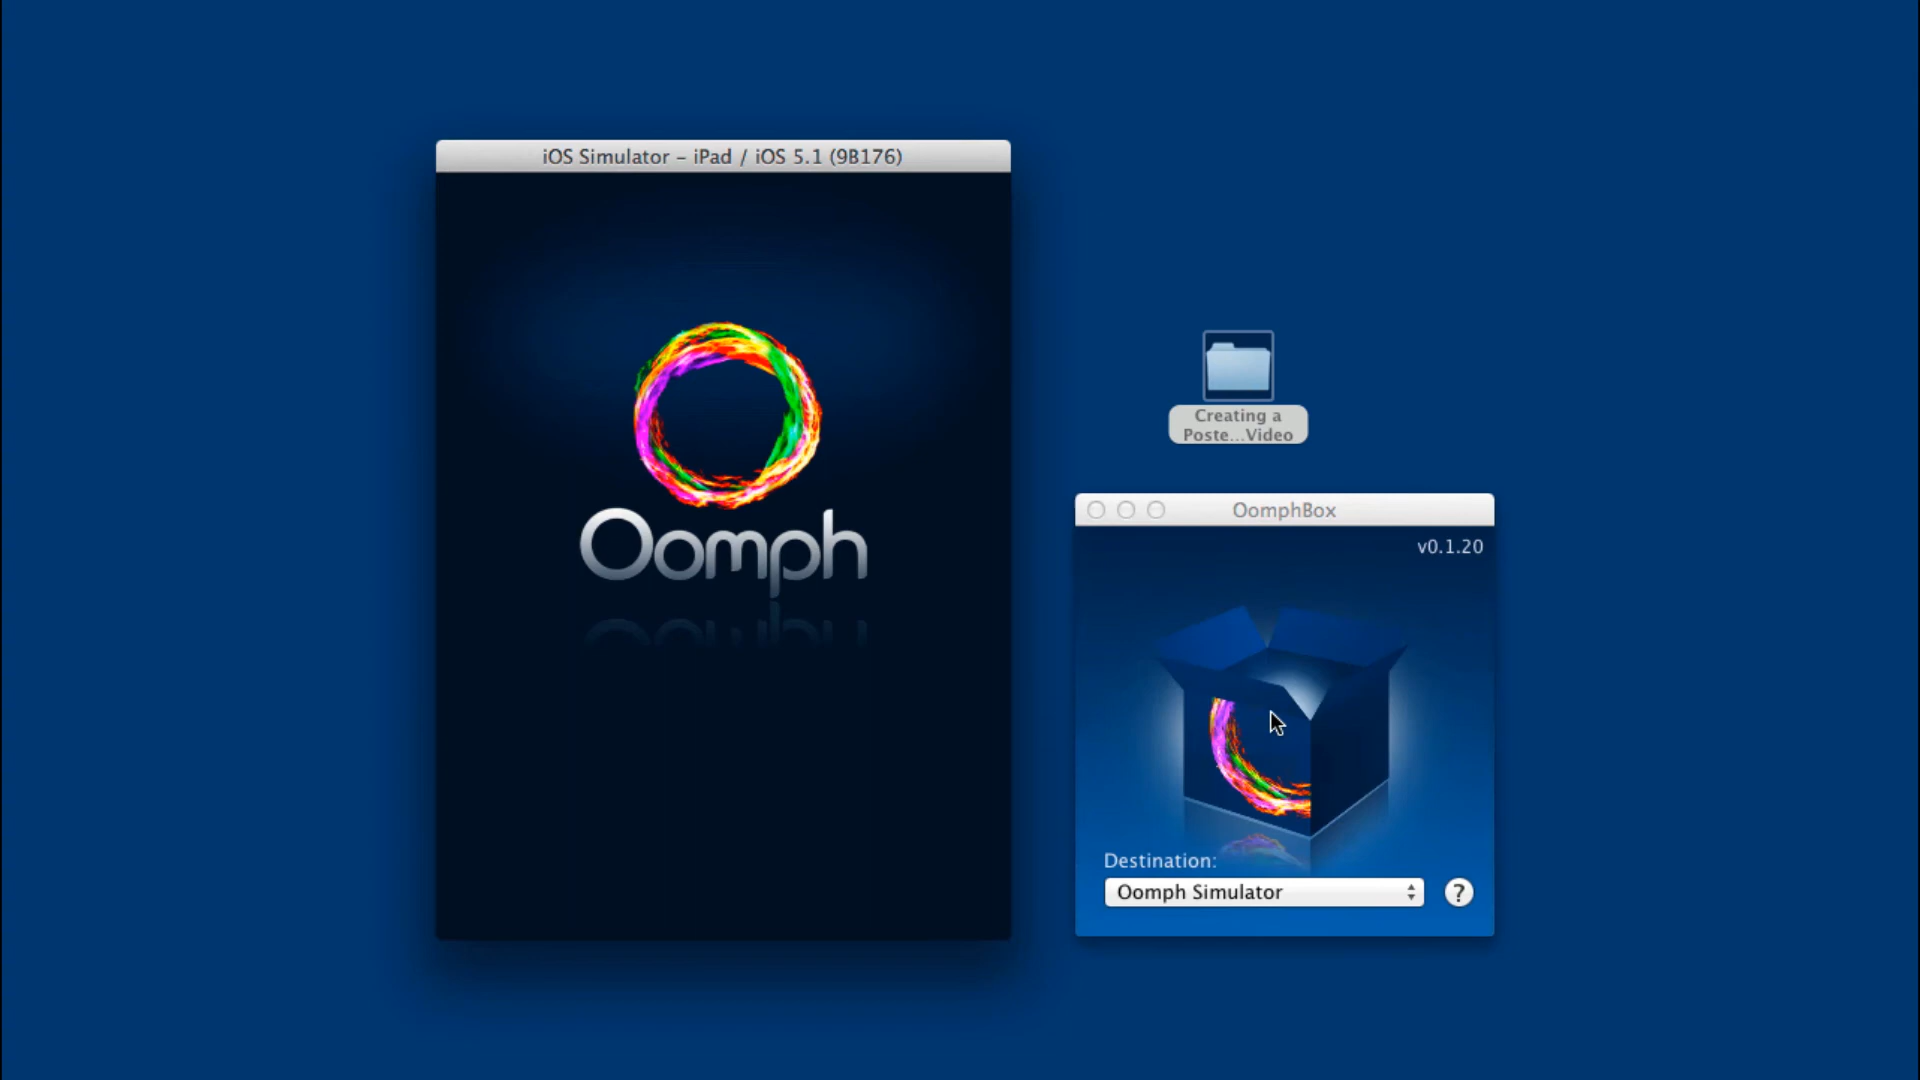 iOS Simulator – iPad / iOS 5.1 (9B176)
Oomph
Creating a
Poste...Video
OomphBox
v0.1.20
Destination:
Oomph Simulator
?